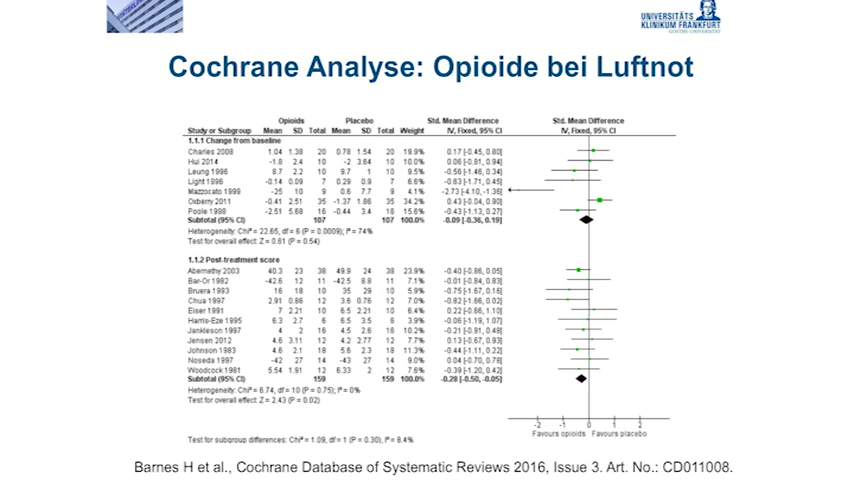 UNIVERSITÄTS
KLINIKUM FRANKFURT
GOETHE-UNIVERSITÄT
Cochrane Analyse: Opioide bei Luftnot
Opioids Placebo Std. Mean Difference Std. Mean Difference
Study or Subgroup Mean SD Total Mean SD Total Weight IV, Fixed, 95% CI IV, Fixed, 95% CI
1.1.1 Change from baseline
Charles 2008 1.04 1.38 20 0.78 1.54 20 19.9% 0.17 [-0.45, 0.80]
Hui 2014 -1.8 2.4 10 -2 3.64 10 10.0% 0.06 [-0.81, 0.94]
Leung 1996 8.7 2.2 10 9.7 1 10 -0.56 [-1.46, 0.34]
Light 1996 -0.14 0.09 7 0.29 0.9 7 -0.63 [-1.71, 0.45]
Mazzocato 1999 -25 10 9 0.6 7.7 9 4.1% -2.73 [-4.10, -1.36]
Oxberry 2011 -0.41 2.51 35 -1.37 1.86 35 34.2% 0.43 [-0.04, 0.90]
Poole 1998 -2.51 5.68 16 -0.44 3.4 16 15.6% -0.43 [-1.13, 0.27]
Subtotal (95% CI) 107 107 100.0% -0.09 [-0.36, 0.19]
Heterogeneity: Chi² = 22.65, df = 6 (P = 0.0009); I² = 74%
Test for overall effect: Z = 0.61 (P = 0.54)
1.1.2 Post-treatment score
Abernethy 2003 40.3 23 38 49.9 24 38 23.9% -0.40 [-0.86, 0.05]
Bar-Or 1982 -42.6 12 11 -42.5 8.8 11 7.1% -0.01 [-0.84, 0.83]
Bruera 1993 16 18 10 35 29 10 -0.75 [-1.67, 0.16]
Chua 1997 2.91 0.86 12 3.6 0.76 12 -0.82 [-1.66, 0.02]
Eiser 1991 7 2.21 10 6.5 2.21 10 0.22 [-0.66, 1.10]
Harris-Eze 1995 6.3 2.7 6 6.5 3.5 6 -0.06 [-1.19, 1.07]
Jankleson 1997 4 2 16 4.5 2.6 16 10.4% -0.21 [-0.91, 0.48]
Jensen 2012 4.6 3.11 12 4.2 2.77 12 0.13 [-0.67, 0.93]
Johnson 1983 4.6 2.1 18 5.6 2.3 18 11.3% -0.44 [-1.11, 0.22]
Noseda 1997 -42 27 14 -43 27 14 0.04 [-0.70, 0.78]
Woodcock 1981 5.54 1.91 12 6.33 2 12 -0.39 [-1.20, 0.42]
Subtotal (95% CI) 159 159 100.0% -0.28 [-0.50, -0.05]
Heterogeneity: Chi² = 6.74, df = 10 (P = 0.75); I² = 0%
Test for overall effect: Z = 2.43 (P = 0.02)
-2 -1 0 1 2
Favours opioids Favours placebo
Test for subgroup differences: Chi² = 1.09, df = 1 (P = 0.30), I² = 8.4%
Barnes H et al., Cochrane Database of Systematic Reviews 2016, Issue 3. Art. No.: CD011008.